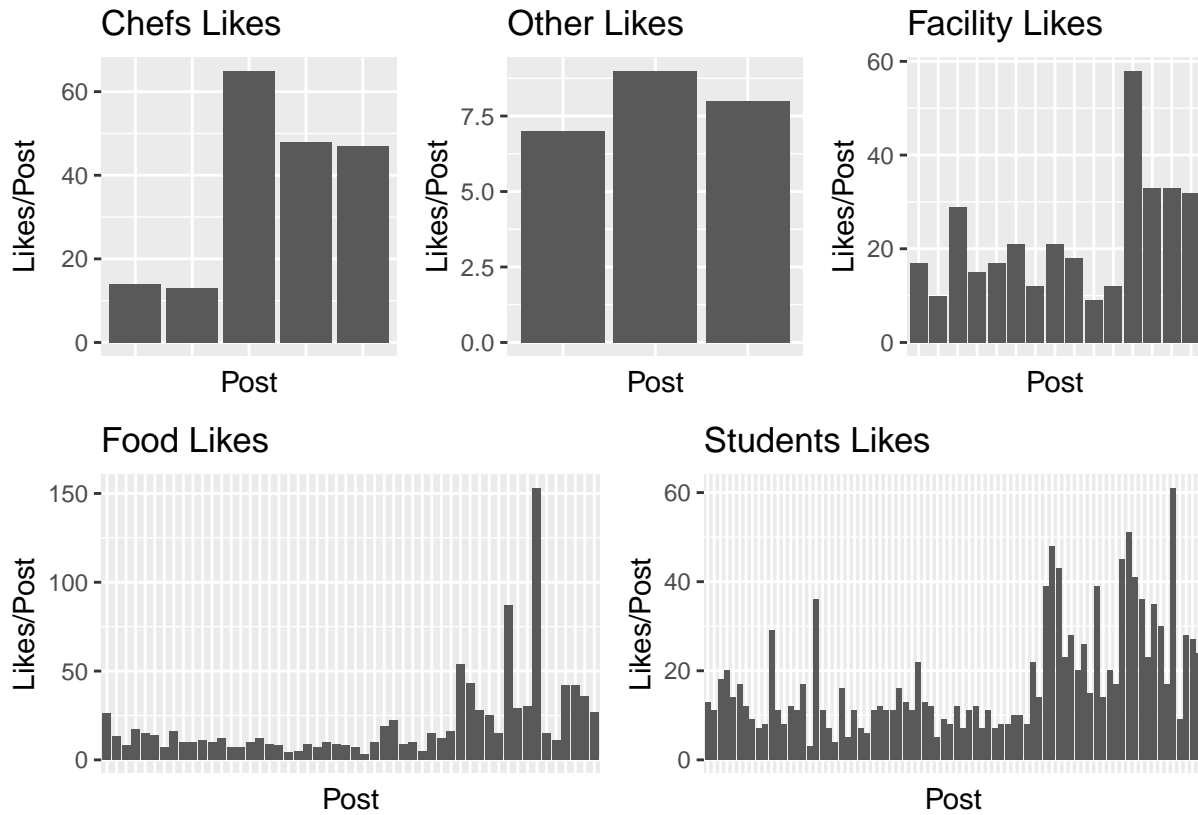 Chefs Likes
Likes/Post
60
40
20
0
Post
Other Likes
Likes/Post
7.5
5.0
2.5
0.0
Post
Facility Likes
Likes/Post
60
40
20
0
Post
Food Likes
Likes/Post
150
100
50
0
Post
Students Likes
Likes/Post
60
40
20
0
Post